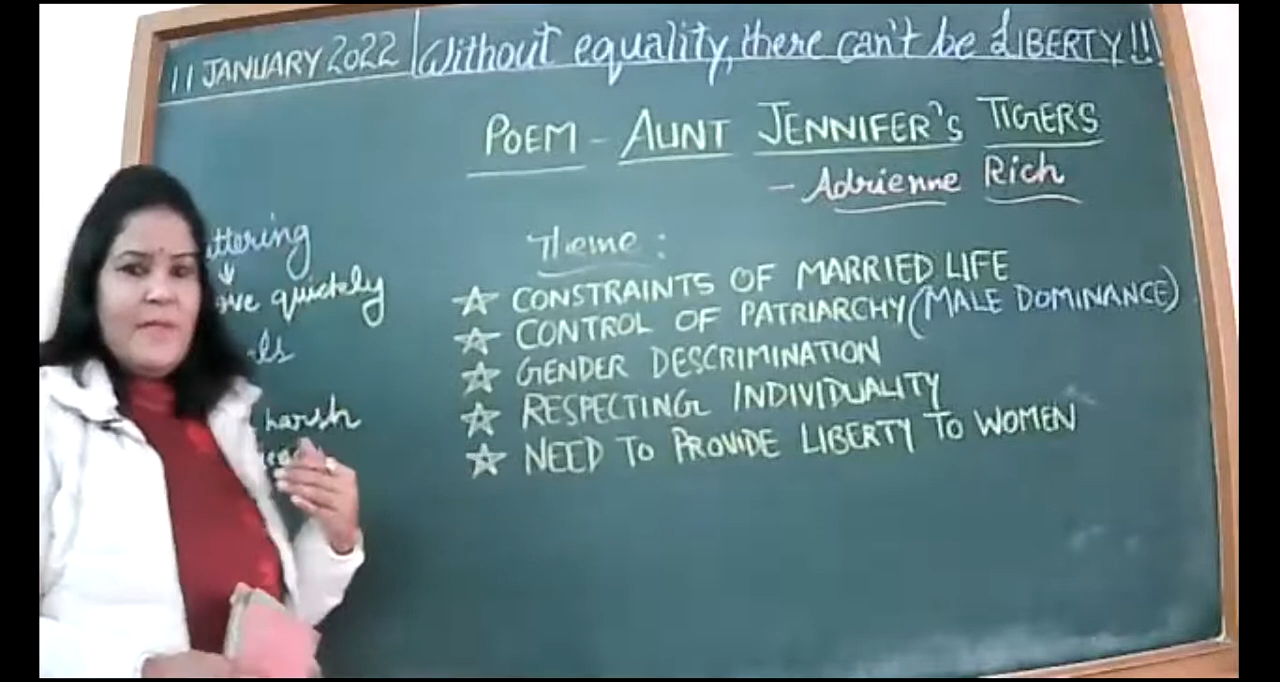 11 JANUARY 2022 Without equality, there can't be LIBERTY!!!
POEM - AUNT JENNIFER'S TIGERS
- Adrienne Rich
quickly
harsh
Theme:
☆ CONSTRAINTS OF MARRIED LIFE
☆ CONTROL OF PATRIARCHY (MALE DOMINANCE)
☆ GENDER DESCRIMINATION
☆ RESPECTING INDIVIDUALITY
☆ NEED TO PROVIDE LIBERTY TO WOMEN